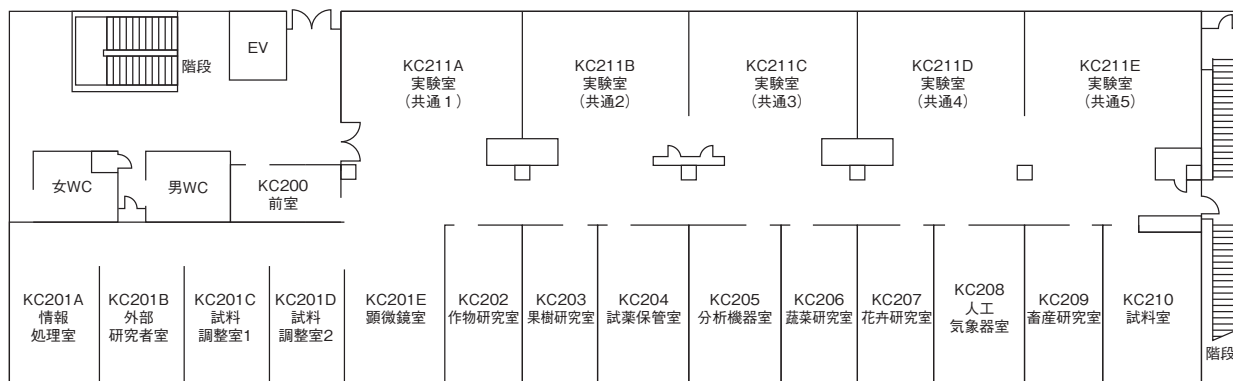 EV
階段
KC211A
実験室
（共通１）
KC211B
実験室
（共通2）
KC211C
実験室
（共通3）
KC211D
実験室
（共通4）
KC211E
実験室
（共通5）
女WC
男WC
KC200
前室
KC201A
情報
処理室
KC201B
外部
研究者室
KC201C
試料
調整室1
KC201D
試料
調整室2
KC201E
顕微鏡室
KC202
作物研究室
KC203
果樹研究室
KC204
試薬保管室
KC205
分析機器室
KC206
蔬菜研究室
KC207
花卉研究室
KC208
人工
気象器室
KC209
畜産研究室
KC210
試料室
階段